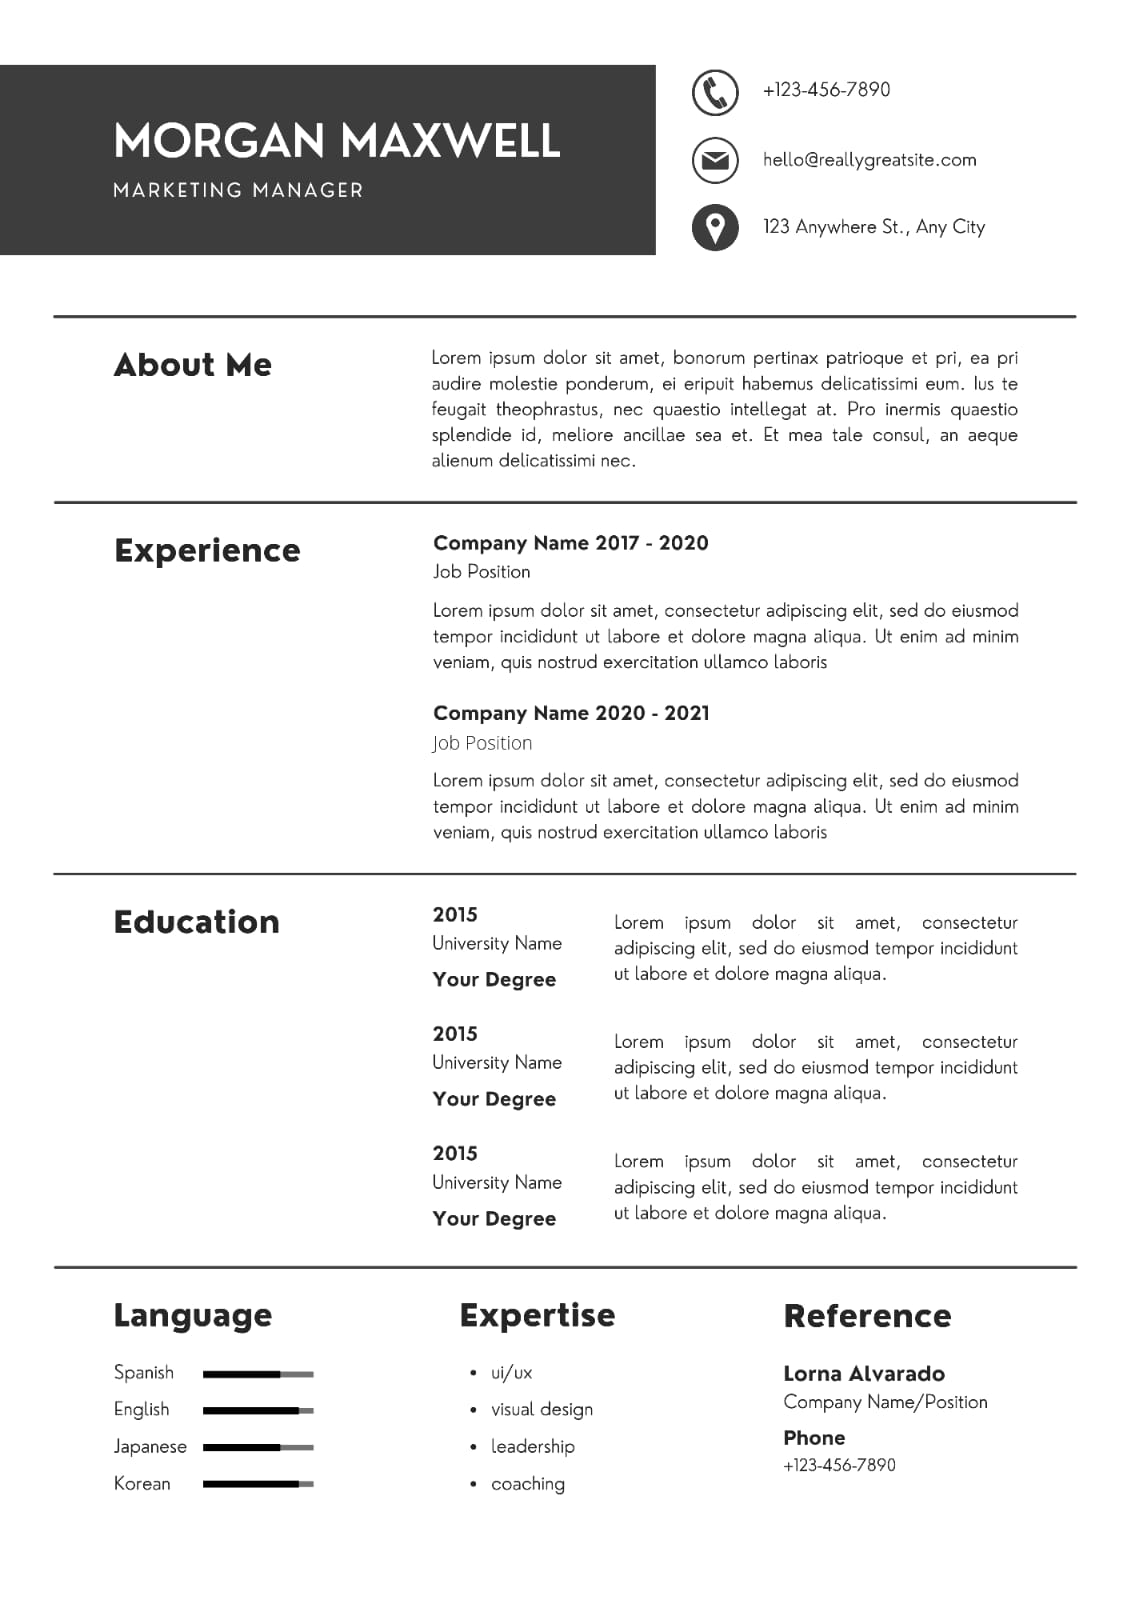 MORGAN MAXWELL
MARKETING MANAGER
+123-456-7890
hello@reallygreatsite.com
123 Anywhere St., Any City
About Me
Lorem ipsum dolor sit amet, bonorum pertinax patrioque et pri, ea pri
audire molestie ponderum, ei eripuit habemus delicatissimi eum. Ius te
feugait theophrastus, nec quaestio intellegat at. Pro inermis quaestio
splendide id, meliore ancillae sea et. Et mea tale consul, an aeque
alienum delicatissimi nec.
Experience
Company Name 2017 - 2020
Job Position
Lorem ipsum dolor sit amet, consectetur adipiscing elit, sed do eiusmod
tempor incididunt ut labore et dolore magna aliqua. Ut enim ad minim
veniam, quis nostrud exercitation ullamco laboris
Company Name 2020 - 2021
Job Position
Lorem ipsum dolor sit amet, consectetur adipiscing elit, sed do eiusmod
tempor incididunt ut labore et dolore magna aliqua. Ut enim ad minim
veniam, quis nostrud exercitation ullamco laboris
Education
2015
University Name
Your Degree
Lorem ipsum dolor sit amet, consectetur
adipiscing elit, sed do eiusmod tempor incididunt
ut labore et dolore magna aliqua.
2015
University Name
Your Degree
Lorem ipsum dolor sit amet, consectetur
adipiscing elit, sed do eiusmod tempor incididunt
ut labore et dolore magna aliqua.
2015
University Name
Your Degree
Lorem ipsum dolor sit amet, consectetur
adipiscing elit, sed do eiusmod tempor incididunt
ut labore et dolore magna aliqua.
Language
Spanish
English
Japanese
Korean
Expertise
• ui/ux
• visual design
• leadership
• coaching
Reference
Lorna Alvarado
Company Name/Position
Phone
+123-456-7890